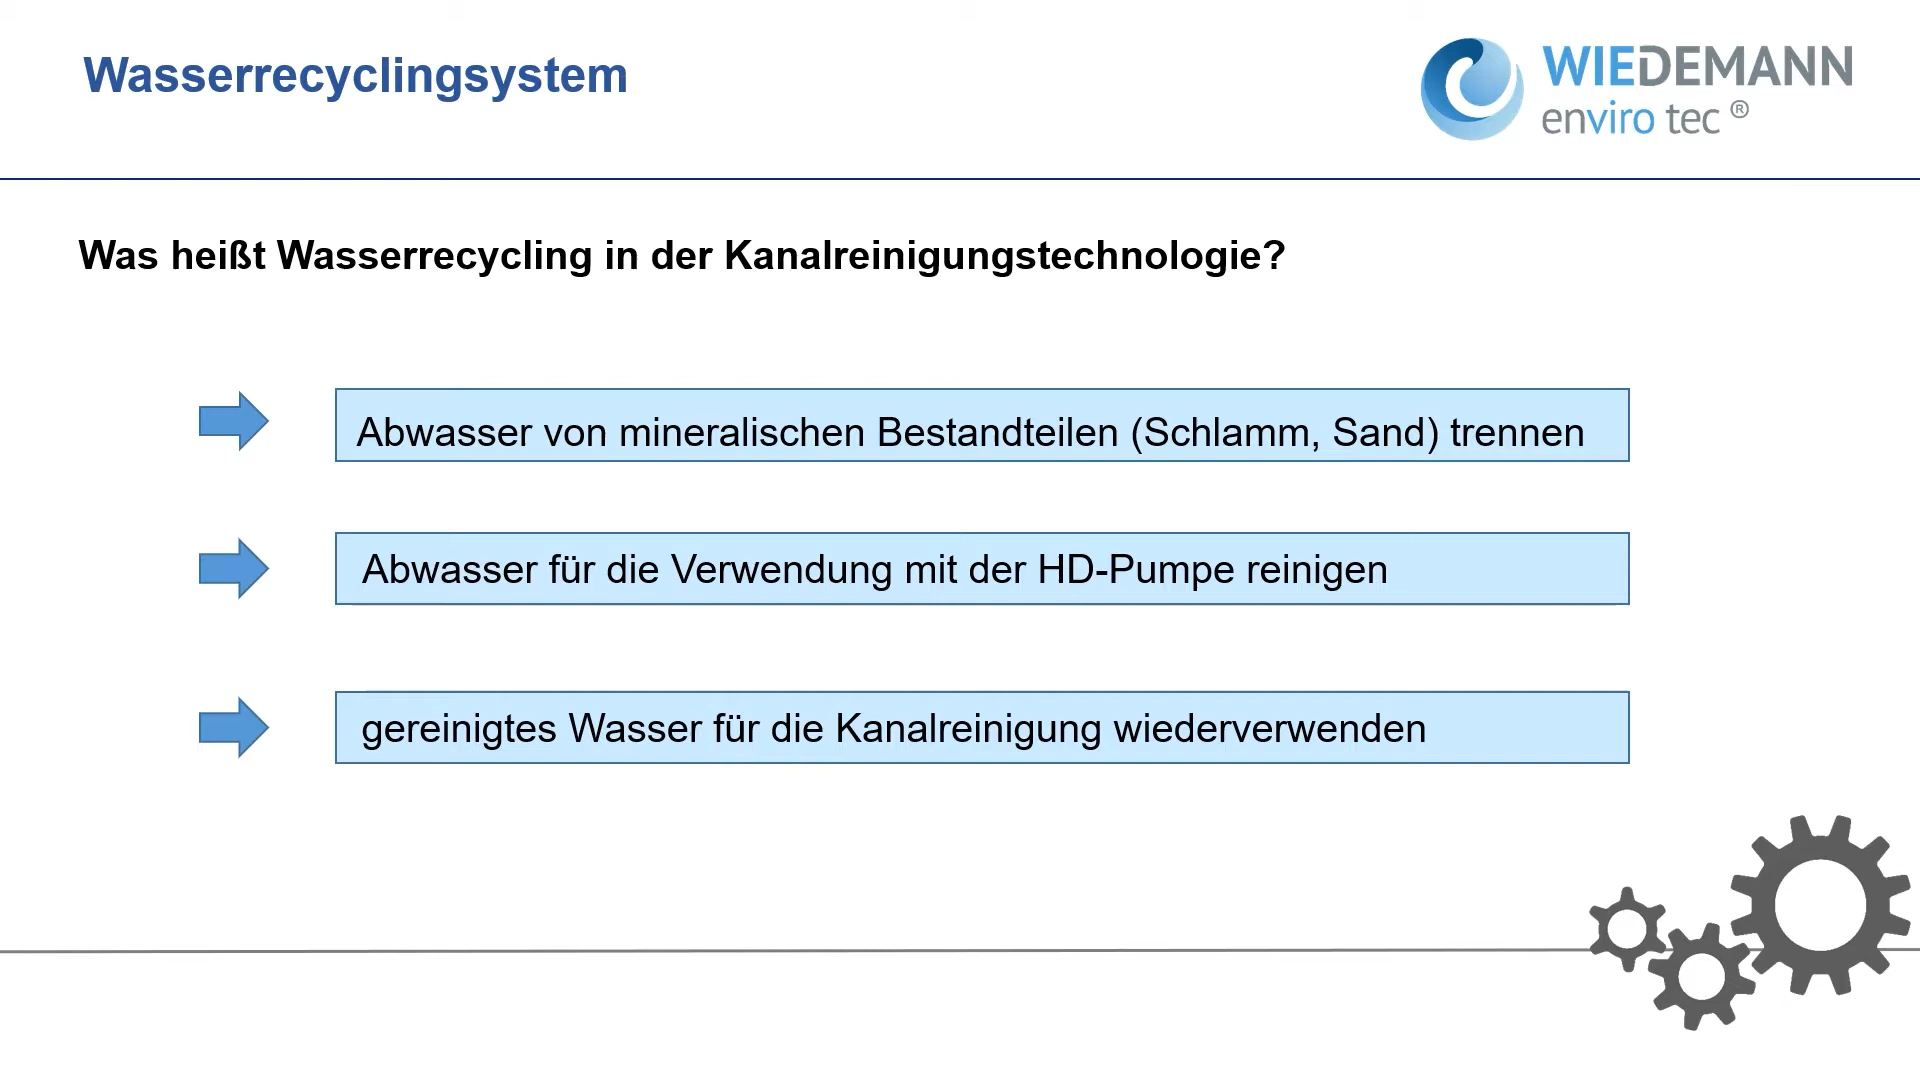 Wasserrecyclingsystem
WIEDEMANN
enviro tec ®
Was heißt Wasserrecycling in der Kanalreinigungstechnologie?
Abwasser von mineralischen Bestandteilen (Schlamm, Sand) trennen
Abwasser für die Verwendung mit der HD-Pumpe reinigen
gereinigtes Wasser für die Kanalreinigung wiederverwenden